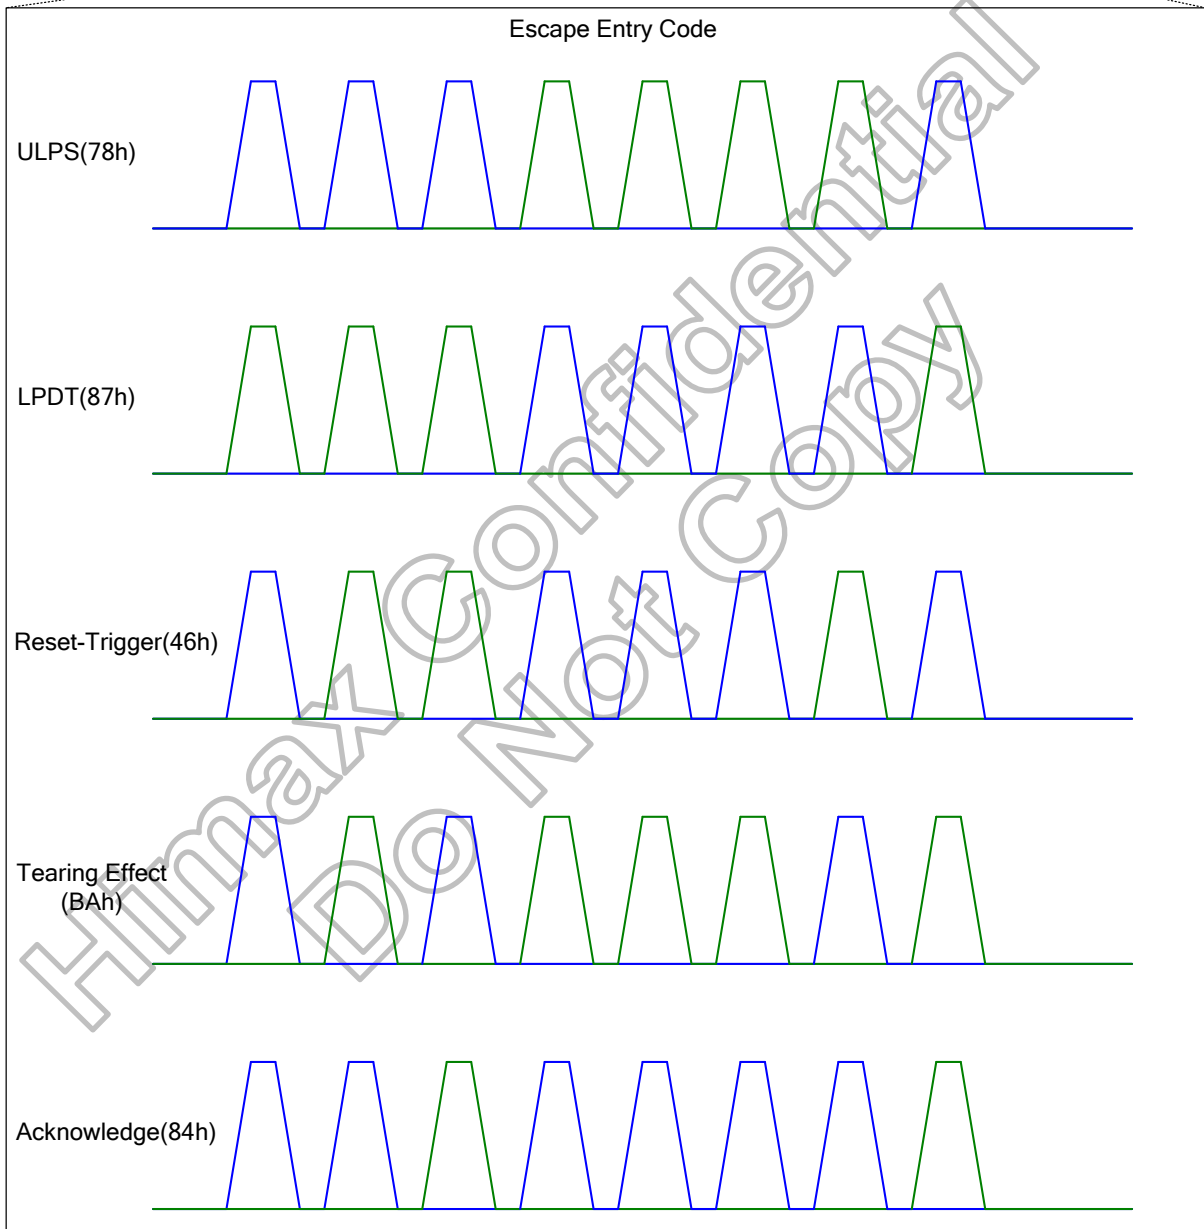 Escape Entry Code
ULPS(78h)
LPDT(87h)
Reset-Trigger(46h)
Tearing Effect
(BAh)
Acknowledge(84h)
Himax Confidential
Do Not Copy